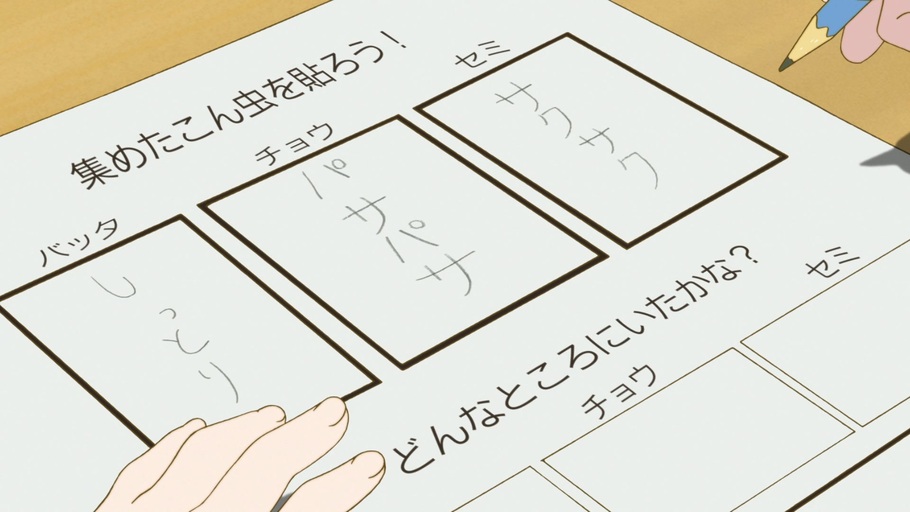 集めたこん虫を貼ろう!
セミ
サクサク
チョウ
パサパサ
バッタ
しっとり
どんなところにいたかな?
セミ
チョウ